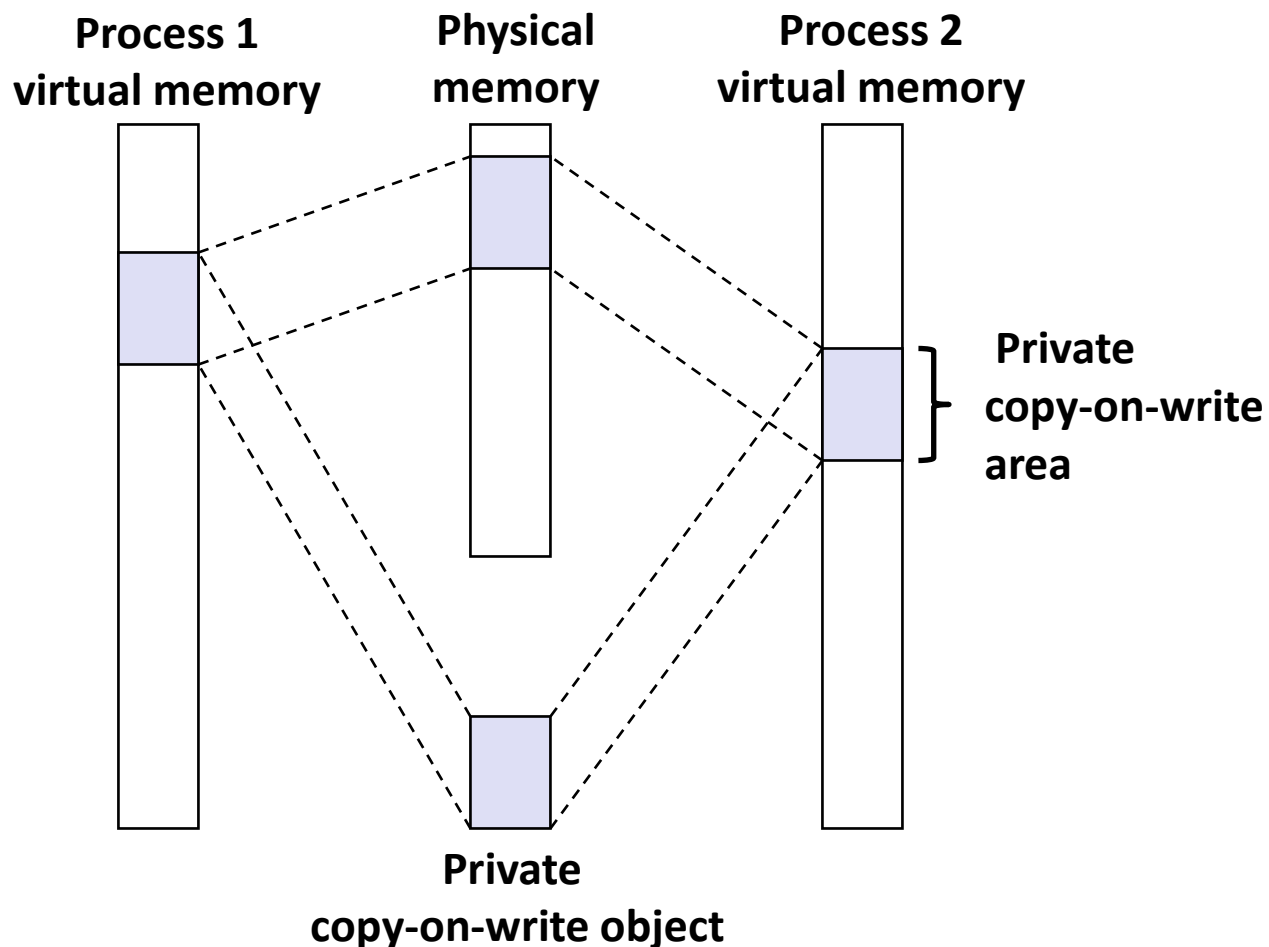 Process 1
virtual memory
Physical
memory
Process 2
virtual memory
Private
copy-on-write
area
Private
copy-on-write object